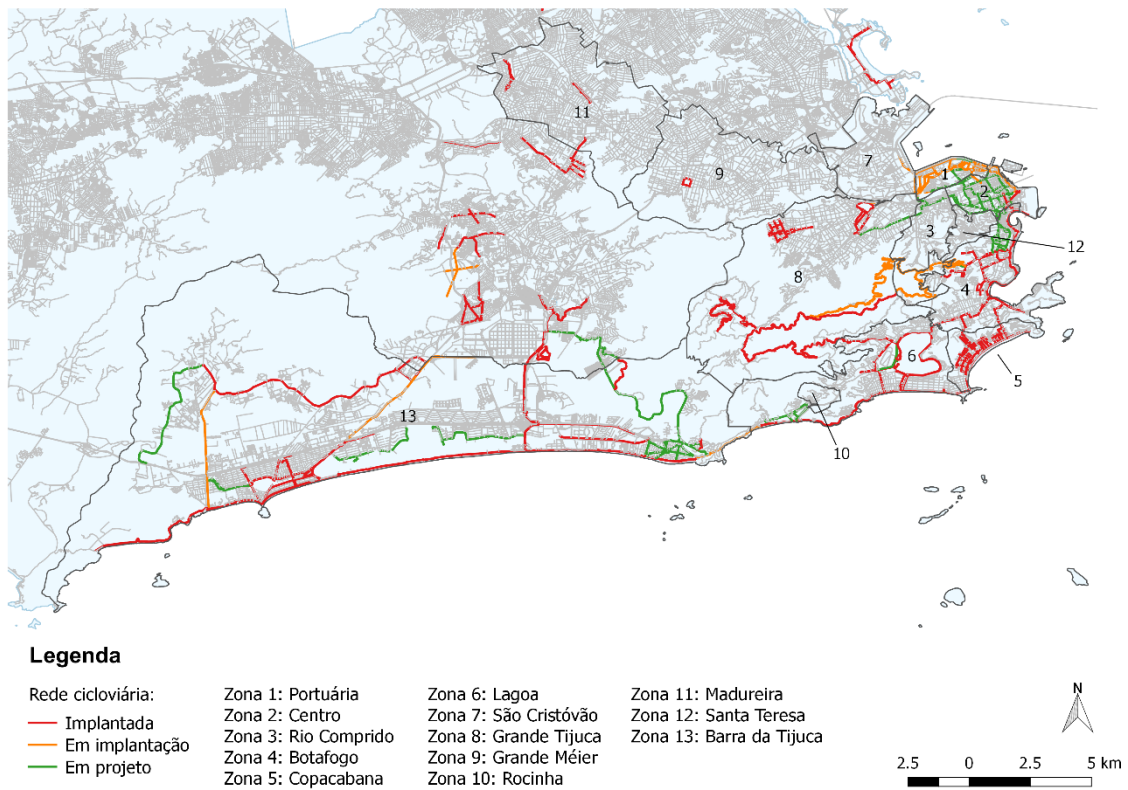 11
9
7
1
2
3
12
8
4
6
5
13
10
Legenda
Rede cicloviária:
Implantada
Em implantação
Em projeto
Zona 1: Portuária
Zona 2: Centro
Zona 3: Rio Comprido
Zona 4: Botafogo
Zona 5: Copacabana
Zona 6: Lagoa
Zona 7: São Cristóvão
Zona 8: Grande Tijuca
Zona 9: Grande Méier
Zona 10: Rocinha
Zona 11: Madureira
Zona 12: Santa Teresa
Zona 13: Barra da Tijuca
N
2.5 0 2.5 5 km